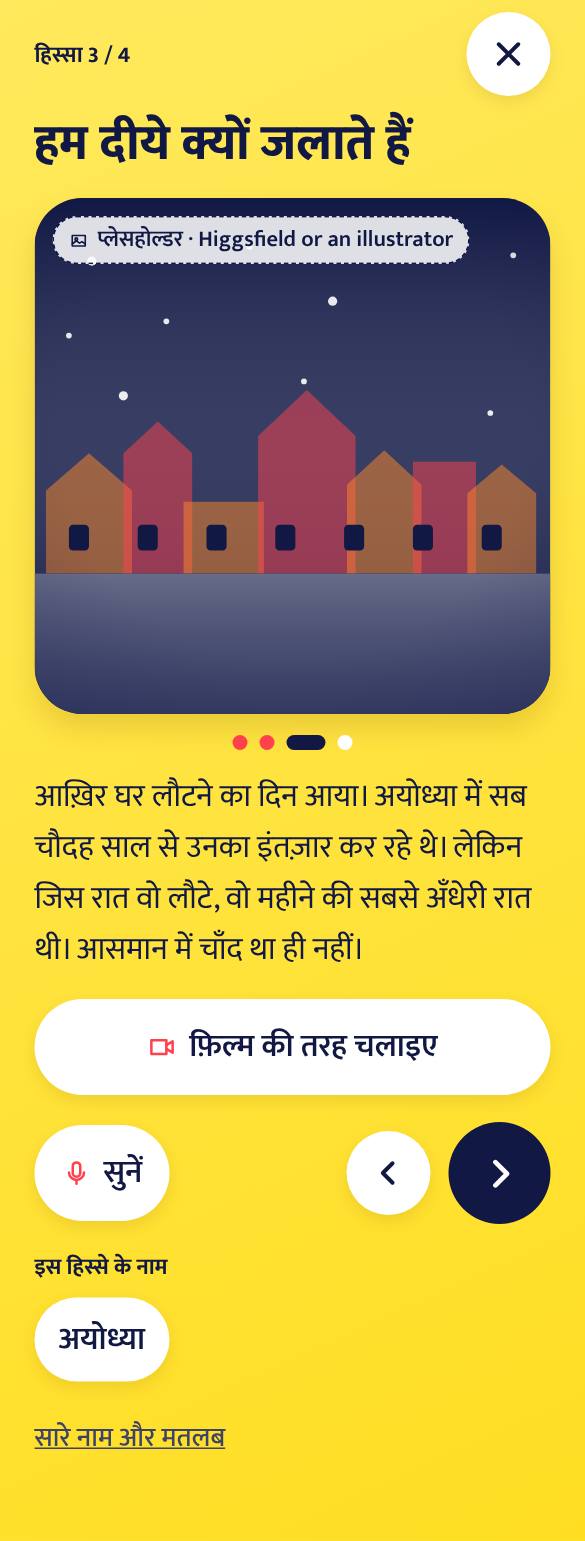 हिस्सा 3 / 4
हम दीये क्यों जलाते हैं
प्लेसहोल्डर · Higgsfield or an illustrator
आख़िर घर लौटने का दिन आया। अयोध्या में सब
चौदह साल से उनका इंतज़ार कर रहे थे। लेकिन
जिस रात वो लौटे, वो महीने की सबसे अँधेरी रात
थी। आसमान में चाँद था ही नहीं।
फ़िल्म की तरह चलाइए
सुनें
इस हिस्से के नाम
अयोध्या
सारे नाम और मतलब